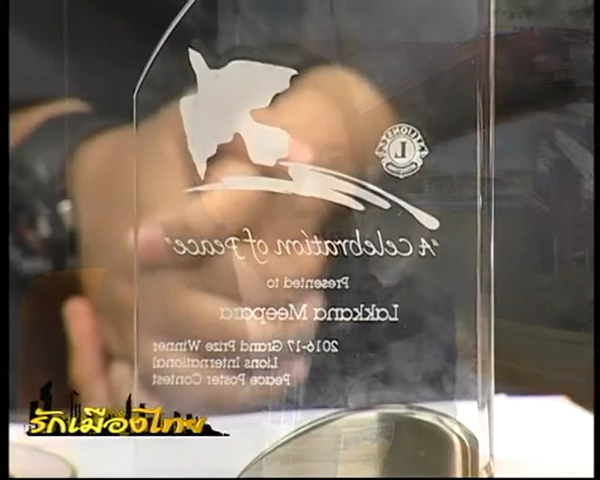 LIONS
L
"A Celebration of Peace"
Presented to
Lakkana Meepara
2016-17 Grand Prize Winner
Lions International
Peace Poster Contest
รักเมืองไทย